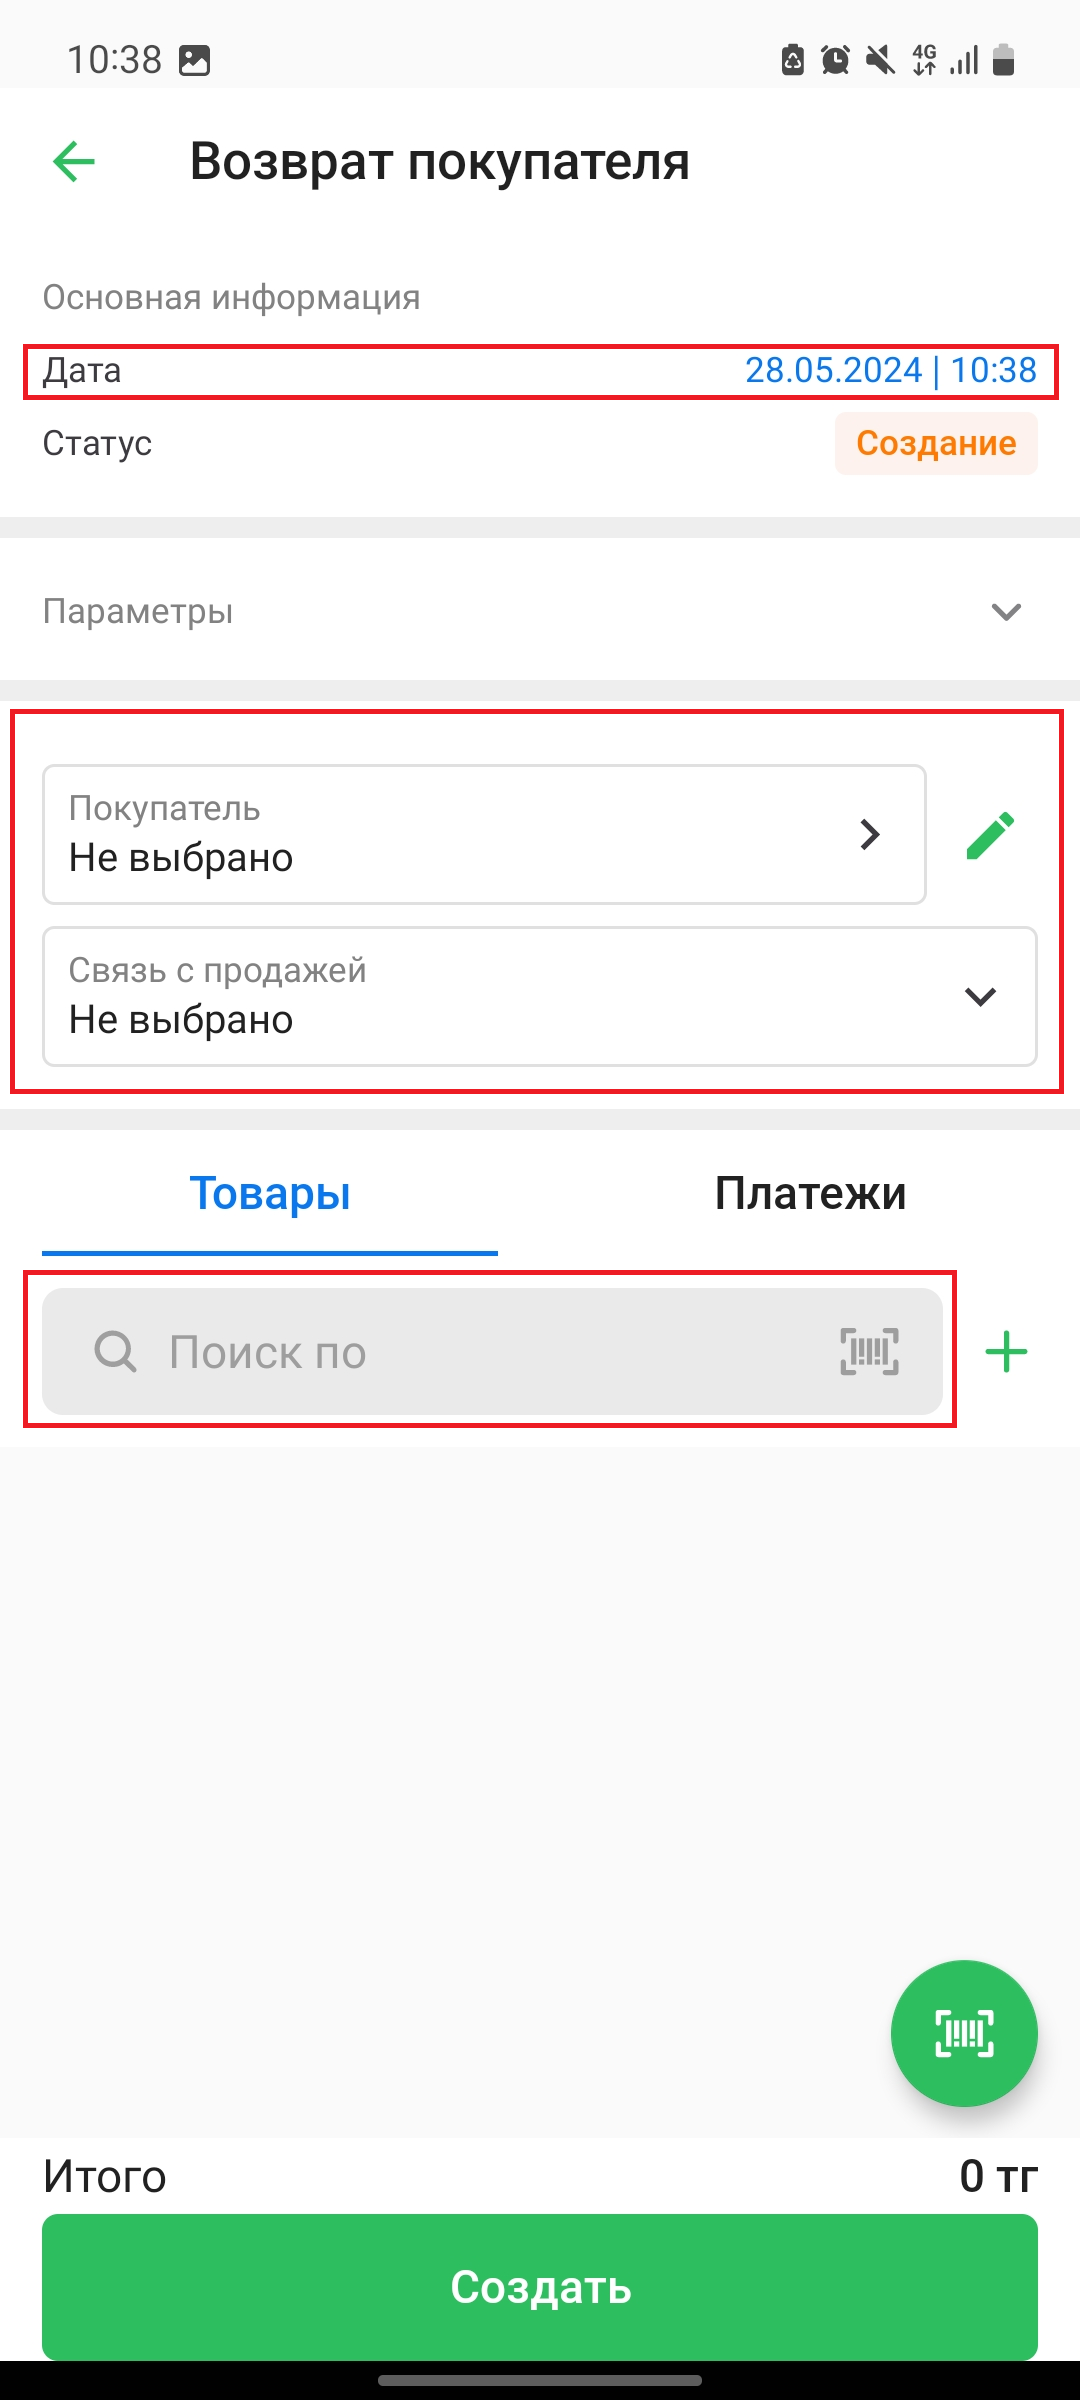 10:38
4G
Возврат покупателя
Основная информация
Дата 28.05.2024 | 10:38
Статус Создание
Параметры
Покупатель
Не выбрано
Связь с продажей
Не выбрано
Товары Платежи
Поиск по
Итого 0 тг
Создать